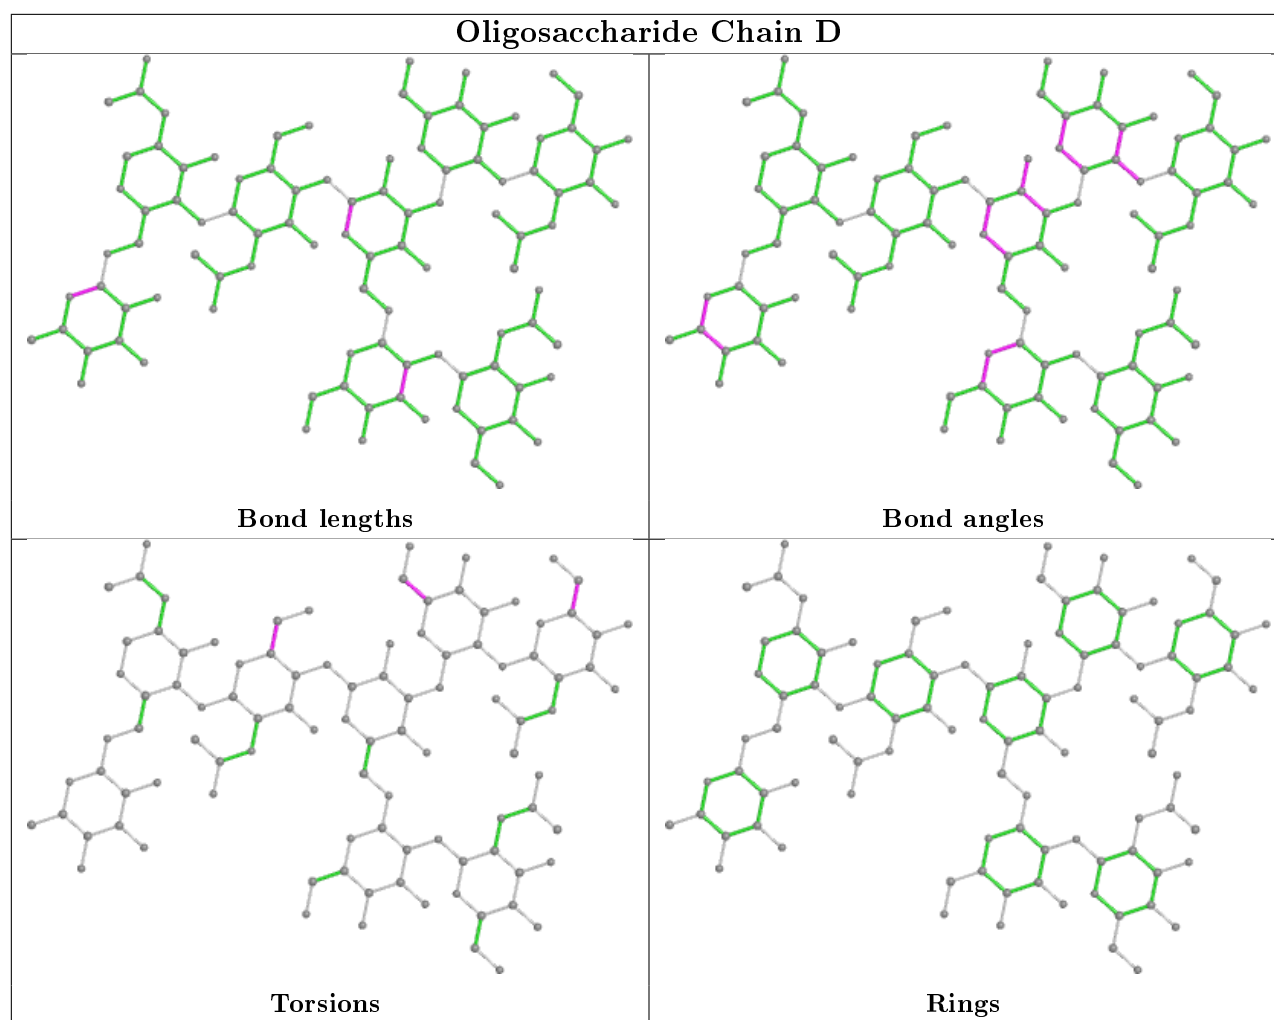 Oligosaccharide Chain D
Bond lengths
Bond angles
Torsions
Rings